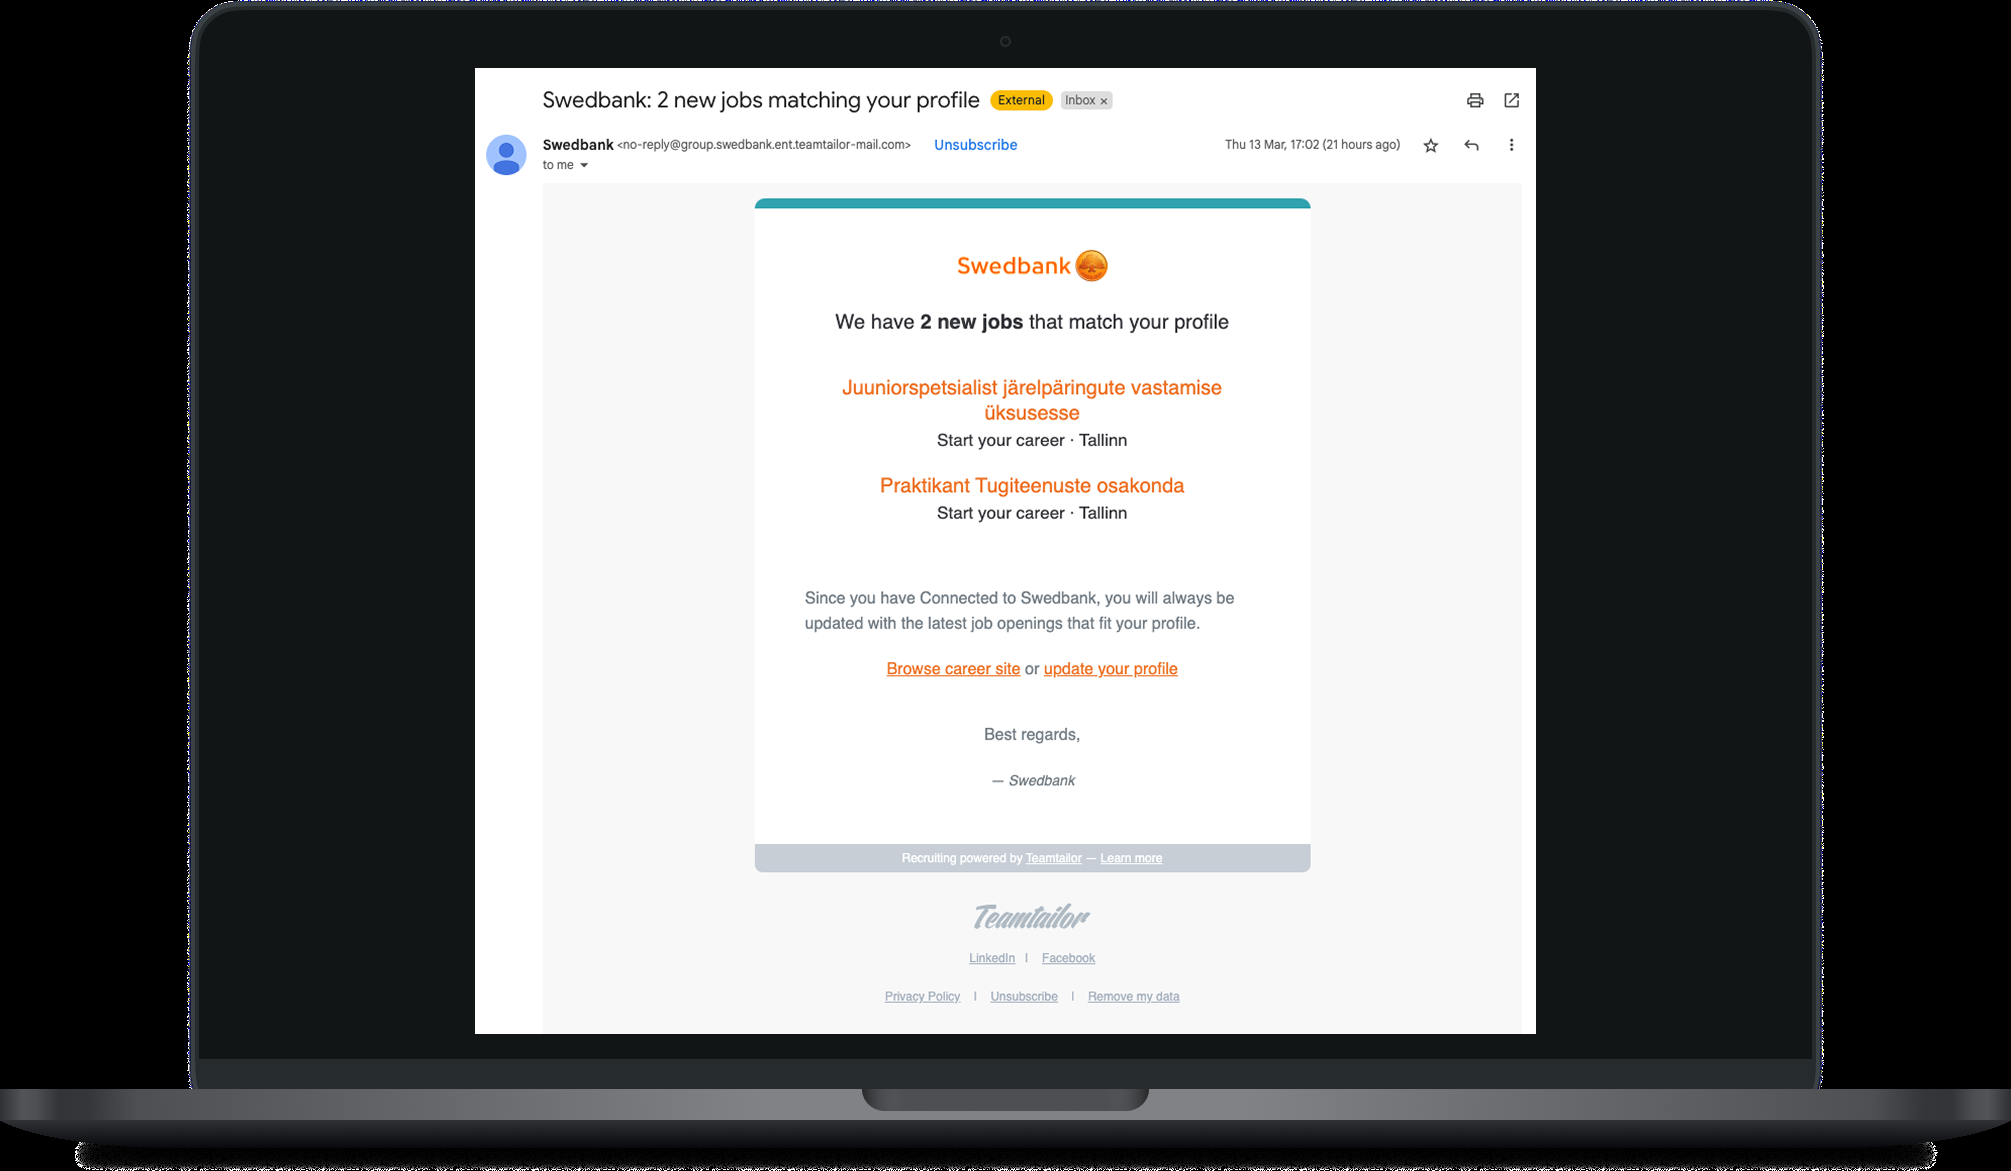 Swedbank: 2 new jobs matching your profile External Inbox ×
Swedbank <no-reply@group.swedbank.ent.teamtailor-mail.com> Unsubscribe Thu 13 Mar, 17:02 (21 hours ago)
to me
Swedbank
We have 2 new jobs that match your profile
Juuniorspetsialist järelpäringute vastamise
üksusesse
Start your career · Tallinn
Praktikant Tugiteenuste osakonda
Start your career · Tallinn
Since you have Connected to Swedbank, you will always be
updated with the latest job openings that fit your profile.
Browse career site or update your profile
Best regards,
— Swedbank
Recruiting powered by Teamtailor — Learn more
Teamtailor
LinkedIn | Facebook
Privacy Policy | Unsubscribe | Remove my data